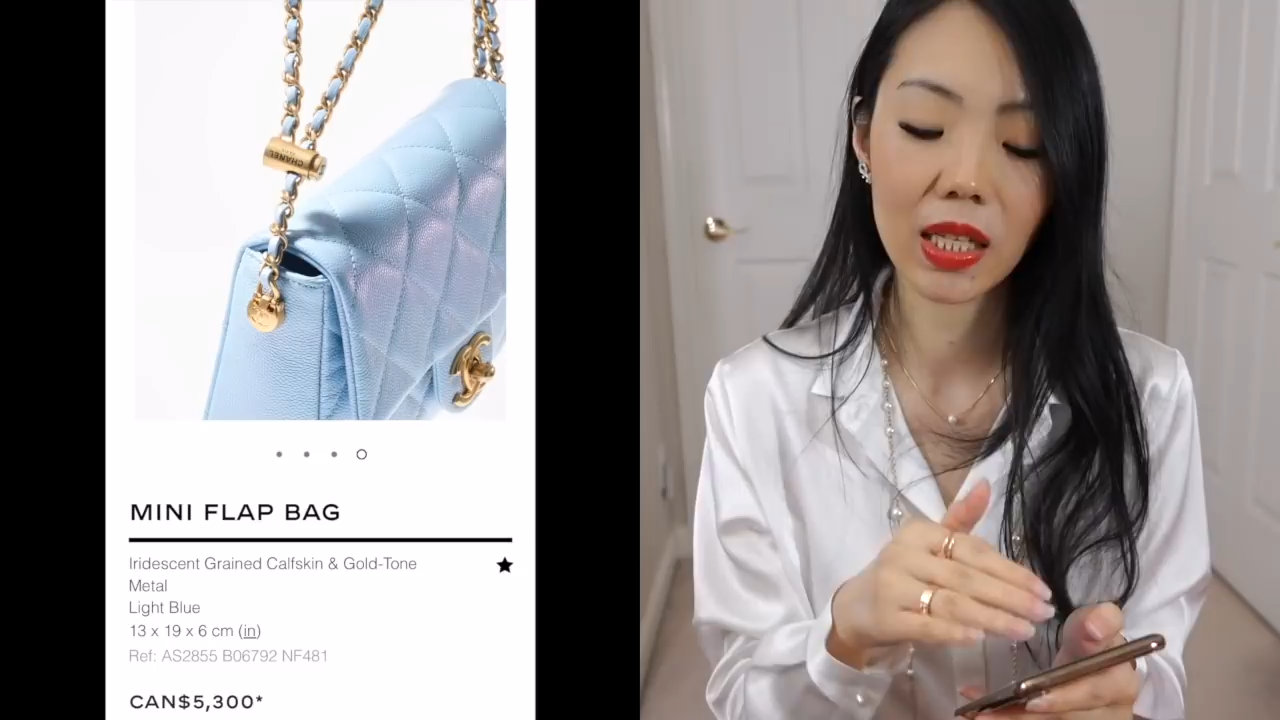 CHANEL
MINI FLAP BAG
Iridescent Grained Calfskin & Gold-Tone
Metal
Light Blue
13 x 19 x 6 cm (in)
Ref: AS2855 B06792 NF481
CAN$5,300*